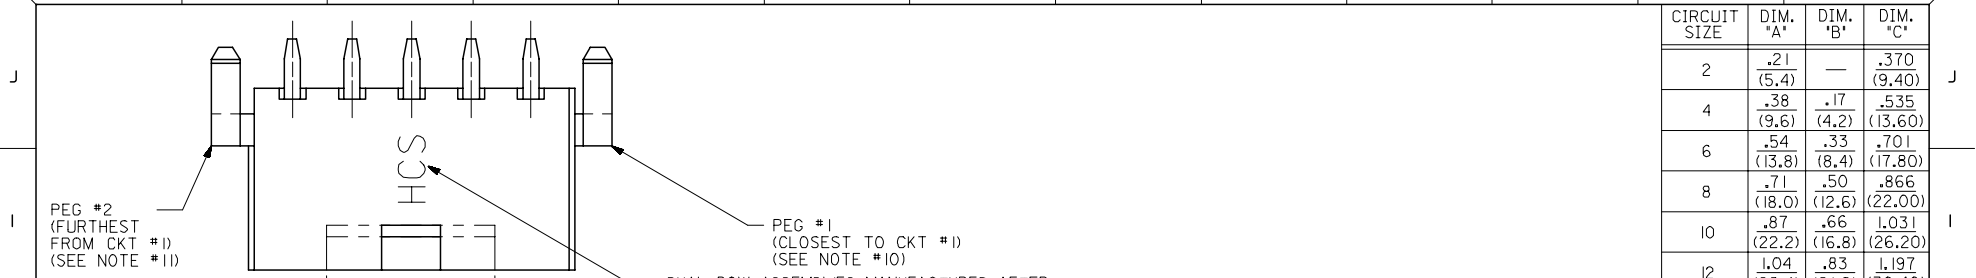 J
I
HCS
PEG #2
(FURTHEST
FROM CKT #1)
(SEE NOTE #11)
PEG #1
(CLOSEST TO CKT #1)
(SEE NOTE #10)
CIRCUIT SIZE DIM. "A" DIM. "B" DIM. "C"
2 .21 (5.4) — .370 (9.40)
4 .38 (9.6) .17 (4.2) .535 (13.60)
6 .54 (13.8) .33 (8.4) .701 (17.80)
8 .71 (18.0) .50 (12.6) .866 (22.00)
10 .87 (22.2) .66 (16.8) 1.031 (26.20)
12 1.04 .83 1.197
J
I